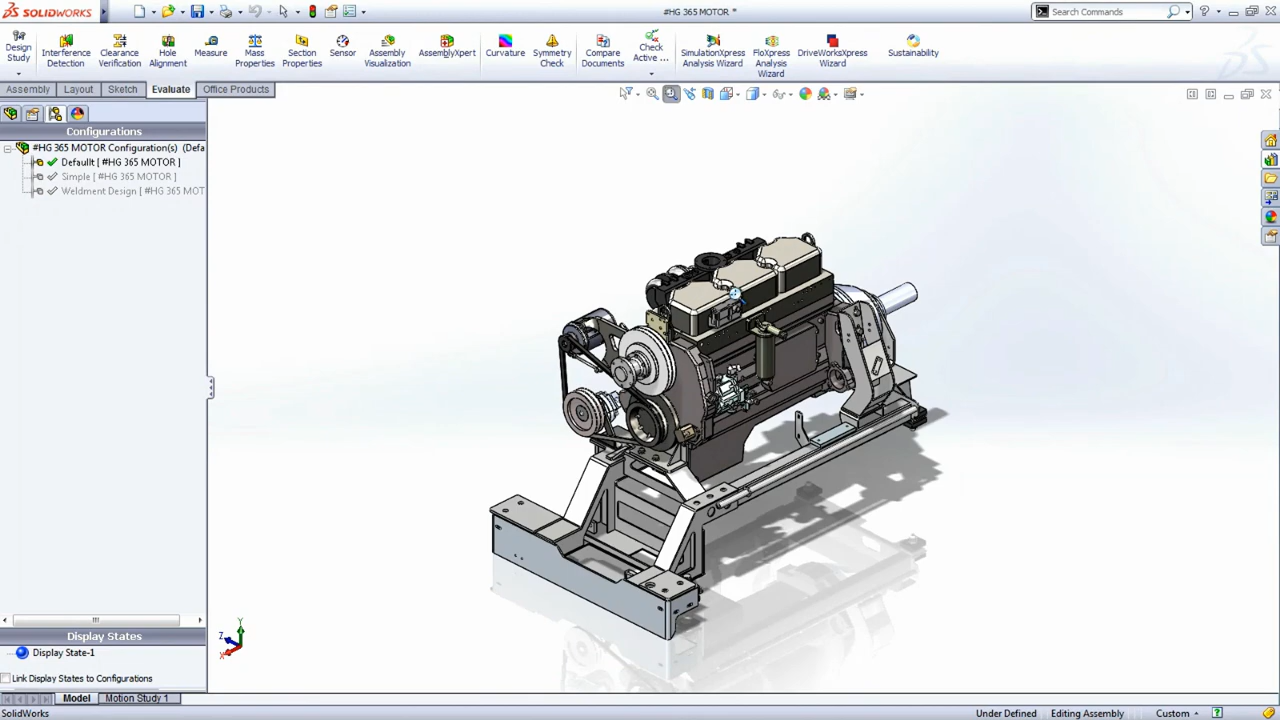 SOLIDWORKS
#HG 365 MOTOR *
Search Commands
Design Study
Interference Detection
Clearance Verification
Hole Alignment
Measure
Mass Properties
Section Properties
Sensor
Assembly Visualization
AssemblyXpert
Curvature
Symmetry Check
Compare Documents
Check Active ...
SimulationXpress Analysis Wizard
FloXpress Analysis Wizard
DriveWorksXpress Wizard
Sustainability
Assembly
Layout
Sketch
Evaluate
Office Products
Configurations
#HG 365 MOTOR Configuration(s) (Defa
Defaullt [ #HG 365 MOTOR ]
Simple [ #HG 365 MOTOR ]
Weldment Design [ #HG 365 MOT
Y
Z
X
Display States
Display State-1
Link Display States to Configurations
Model
Motion Study 1
SolidWorks
Under Defined
Editing Assembly
Custom